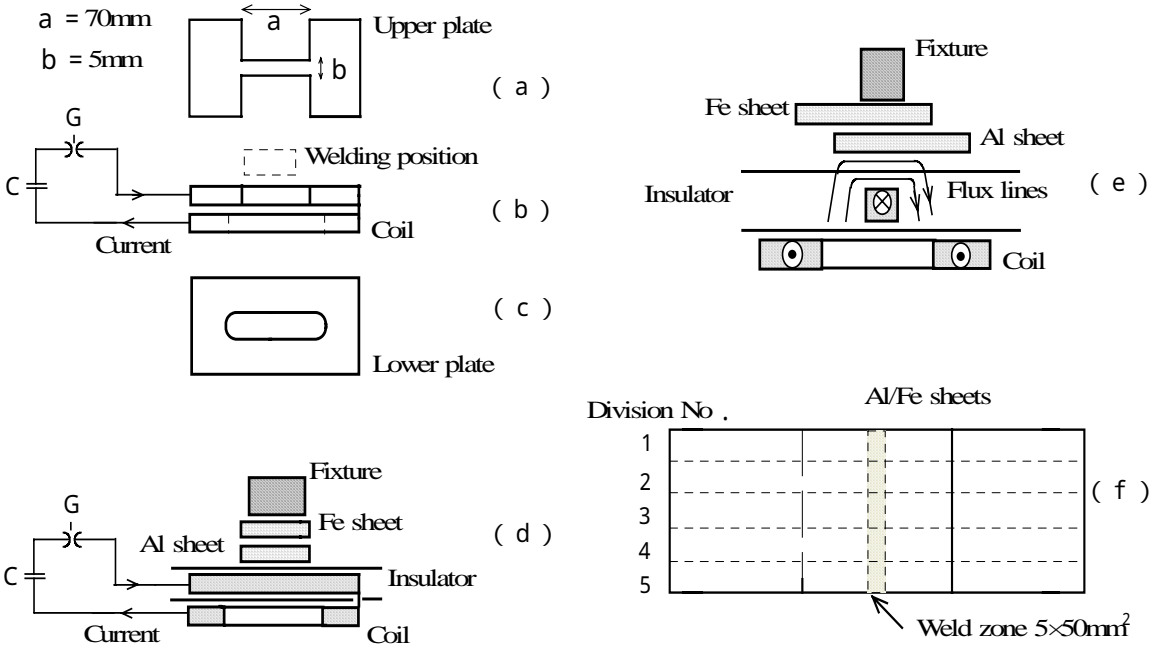 a = 70mm
b = 5mm
a
b
Upper plate
( a )
G
C
Welding position
Current
Coil
( b )
( c )
Lower plate
Fixture
Fe sheet
Al sheet
G
C
Insulator
Current
Coil
( d )
Fixture
Fe sheet
Al sheet
Insulator
Flux lines
( e )
Coil
Al/Fe sheets
Division No .
1
2
3
4
5
( f )
Weld zone 5×50mm²